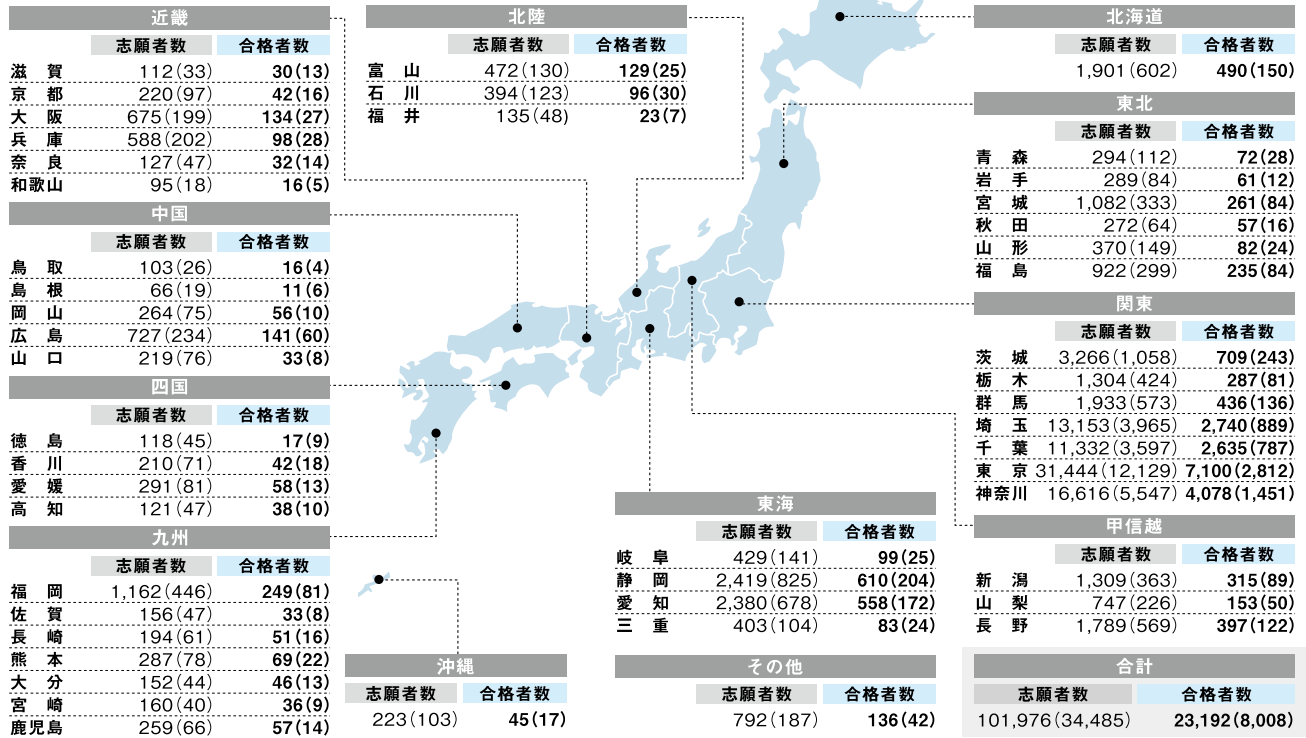 近畿
志願者数 合格者数
滋賀 112(33) 30(13)
京都 220(97) 42(16)
大阪 675(199) 134(27)
兵庫 588(202) 98(28)
奈良 127(47) 32(14)
和歌山 95(18) 16(5)
中国
志願者数 合格者数
鳥取 103(26) 16(4)
島根 66(19) 11(6)
岡山 264(75) 56(10)
広島 727(234) 141(60)
山口 219(76) 33(8)
四国
志願者数 合格者数
徳島 118(45) 17(9)
香川 210(71) 42(18)
愛媛 291(81) 58(13)
高知 121(47) 38(10)
九州
志願者数 合格者数
福岡 1,162(446) 249(81)
佐賀 156(47) 33(8)
長崎 194(61) 51(16)
熊本 287(78) 69(22)
大分 152(44) 46(13)
宮崎 160(40) 36(9)
鹿児島 259(66) 57(14)
北陸
志願者数 合格者数
富山 472(130) 129(25)
石川 394(123) 96(30)
福井 135(48) 23(7)
沖縄
志願者数 合格者数
223(103) 45(17)
東海
志願者数 合格者数
岐阜 429(141) 99(25)
静岡 2,419(825) 610(204)
愛知 2,380(678) 558(172)
三重 403(104) 83(24)
その他
志願者数 合格者数
792(187) 136(42)
北海道
志願者数 合格者数
1,901(602) 490(150)
東北
志願者数 合格者数
青森 294(112) 72(28)
岩手 289(84) 61(12)
宮城 1,082(333) 261(84)
秋田 272(64) 57(16)
山形 370(149) 82(24)
福島 922(299) 235(84)
関東
志願者数 合格者数
茨城 3,266(1,058) 709(243)
栃木 1,304(424) 287(81)
群馬 1,933(573) 436(136)
埼玉 13,153(3,965) 2,740(889)
千葉 11,332(3,597) 2,635(787)
東京 31,444(12,129) 7,100(2,812)
神奈川 16,616(5,547) 4,078(1,451)
甲信越
志願者数 合格者数
新潟 1,309(363) 315(89)
山梨 747(226) 153(50)
長野 1,789(569) 397(122)
合計
志願者数 合格者数
101,976(34,485) 23,192(8,008)